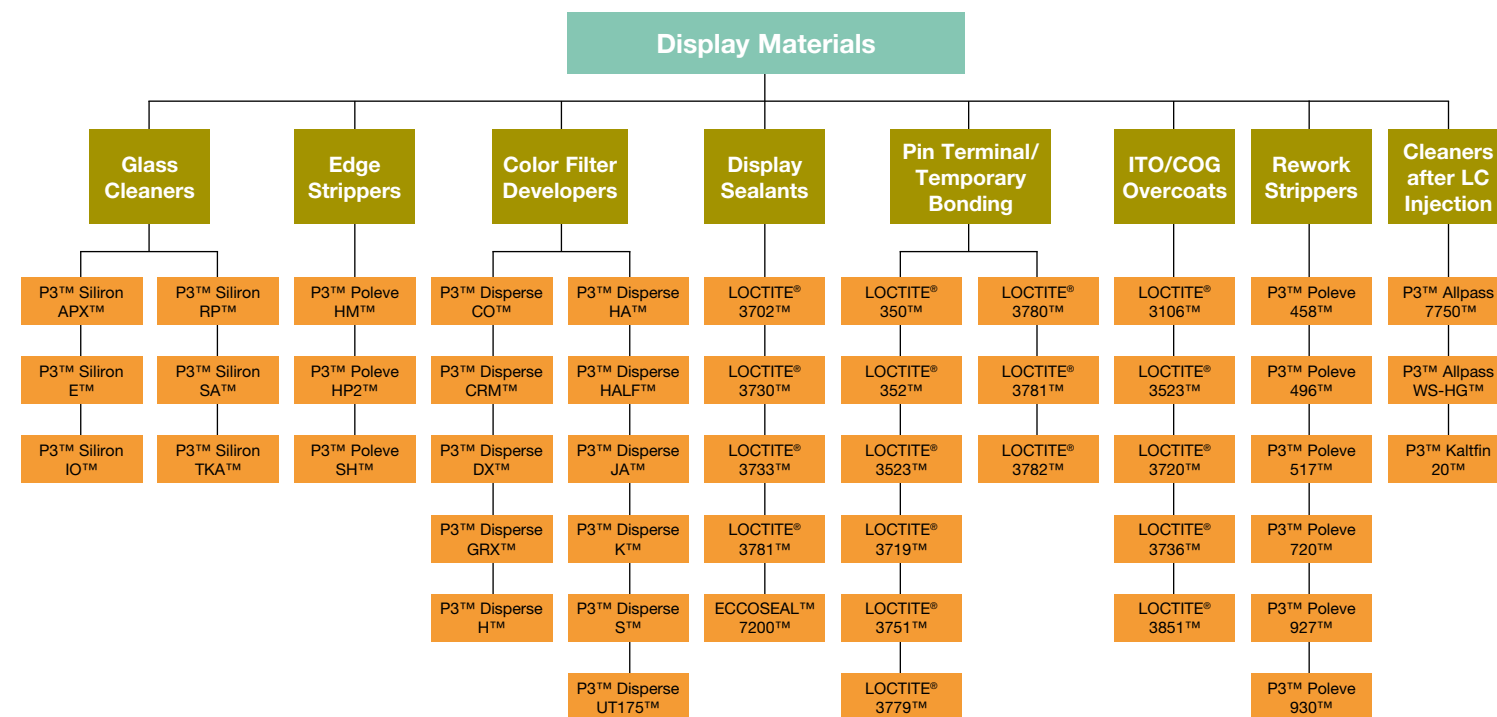 Display Materials
Glass
Cleaners
Edge
Strippers
Color Filter
Developers
Display
Sealants
Pin Terminal/
Temporary
Bonding
ITO/COG
Overcoats
Rework
Strippers
Cleaners
after LC
Injection
P3™ Siliron
APX™
P3™ Siliron
E™
P3™ Siliron
IO™
P3™ Siliron
RP™
P3™ Siliron
SA™
P3™ Siliron
TKA™
P3™ Poleve
HM™
P3™ Poleve
HP2™
P3™ Poleve
SH™
P3™ Disperse
CO™
P3™ Disperse
CRM™
P3™ Disperse
DX™
P3™ Disperse
GRX™
P3™ Disperse
H™
P3™ Disperse
HA™
P3™ Disperse
HALF™
P3™ Disperse
JA™
P3™ Disperse
K™
P3™ Disperse
S™
P3™ Disperse
UT175™
LOCTITE®
3702™
LOCTITE®
3730™
LOCTITE®
3733™
LOCTITE®
3781™
ECCOSEAL™
7200™
LOCTITE®
350™
LOCTITE®
352™
LOCTITE®
3523™
LOCTITE®
3719™
LOCTITE®
3751™
LOCTITE®
3779™
LOCTITE®
3780™
LOCTITE®
3781™
LOCTITE®
3782™
LOCTITE®
3106™
LOCTITE®
3523™
LOCTITE®
3720™
LOCTITE®
3736™
LOCTITE®
3851™
P3™ Poleve
458™
P3™ Poleve
496™
P3™ Poleve
517™
P3™ Poleve
720™
P3™ Poleve
927™
P3™ Poleve
930™
P3™ Allpass
7750™
P3™ Allpass
WS-HG™
P3™ Kaltfin
20™